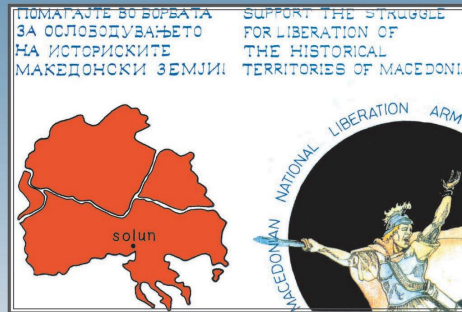 ПОМАГАЈТЕ ВО БОРБАТА
ЗА ОСЛОБОДУВАЊЕТО
НА ИСТОРИСКИТЕ
МАКЕДОНСКИ ЗЕМЈИ!
SUPPORT THE STRUGGLE
FOR LIBERATION OF
THE HISTORICAL
TERRITORIES OF MACEDONI
solun
MACEDONIAN NATIONAL LIBERATION ARM